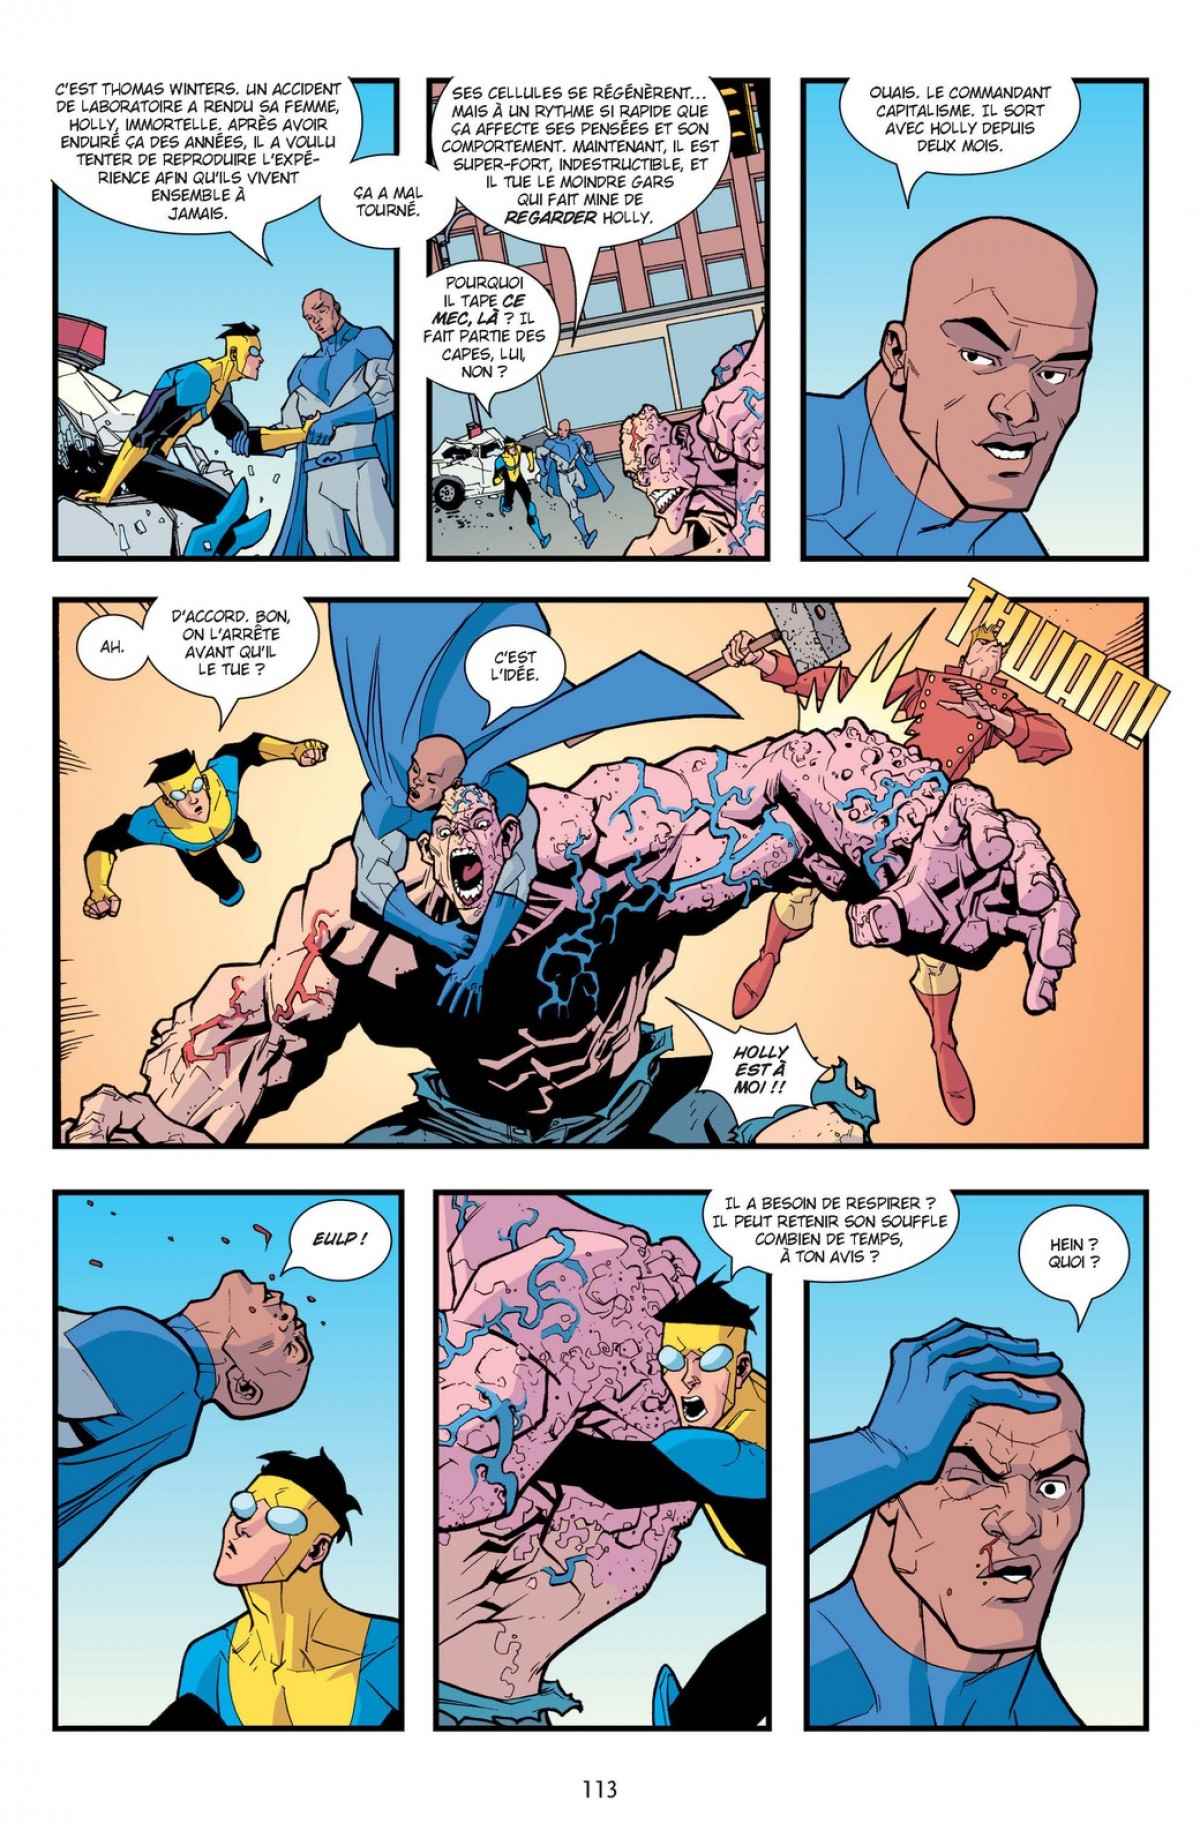 C'EST THOMAS WINTERS. UN ACCIDENT
DE LABORATOIRE A RENDU SA FEMME,
HOLLY, IMMORTELLE. APRÈS AVOIR
ENDURÉ ÇA DES ANNÉES, IL A VOULU
TENTER DE REPRODUIRE L'EXPÉ-
RIENCE AFIN QU'ILS VIVENT
ENSEMBLE À
JAMAIS.
ÇA A MAL
TOURNÉ.
SES CELLULES SE RÉGÉNÈRENT...
MAIS À UN RYTHME SI RAPIDE QUE
ÇA AFFECTE SES PENSÉES ET SON
COMPORTEMENT. MAINTENANT, IL EST
SUPER-FORT, INDESTRUCTIBLE, ET
IL TUE LE MOINDRE GARS
QUI FAIT MINE DE
REGARDER HOLLY.
POURQUOI
IL TAPE CE
MEC, LÀ ? IL
FAIT PARTIE DES
CAPES, LUI,
NON ?
OUAIS. LE COMMANDANT
CAPITALISME. IL SORT
AVEC HOLLY DEPUIS
DEUX MOIS.
AH.
D'ACCORD. BON,
ON L'ARRÊTE
AVANT QU'IL
LE TUE ?
C'EST
L'IDÉE.
THWAM!
HOLLY
EST À
MOI !!
EULP !
IL A BESOIN DE RESPIRER ?
IL PEUT RETENIR SON SOUFFLE
COMBIEN DE TEMPS,
À TON AVIS ?
HEIN ?
QUOI ?
113